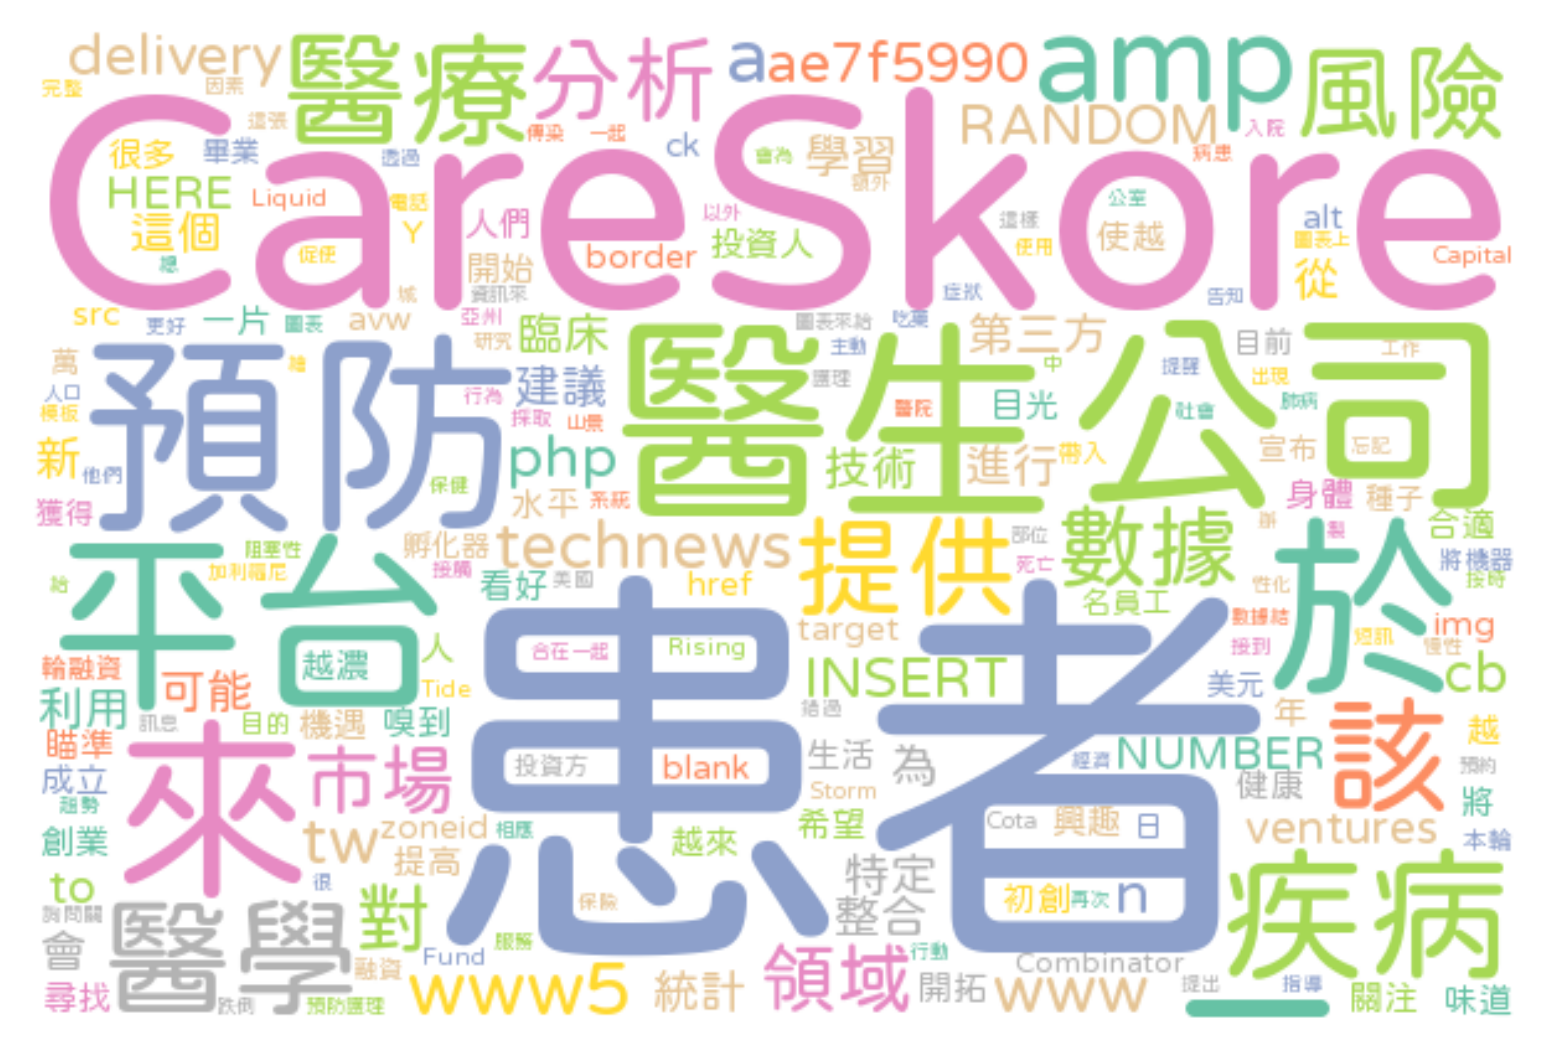 delivery
醫療
分析
a
ae7f5990
amp
風險
完整
因素
這張
傳染
一起
ck
RANDOM
入院
病患
CareSkore
很多
畢業
透過
會為
學習
額外
HERE
Liquid
電話
人們
以外
投資人
這樣
公室
alt
圖表上
這個
Y
促使
border
使用
使越
Capital
總
開始
從
城
資訊來
症狀
告知
src
更好
一片
圖表
avw
亞州
研究
臨床
圖表來給
吃藥
第三方
目前
工作
萬
繪
主動
中
提醒
出現
預防
建議
醫生
公司
護理
人口
模板
行為
採取
山景
醫院
目光
社會
肺病
新
他們
保健
php
技術
進行
帶入
宣布
忘記
獲得
水平
系統
身體
種子
平台
阻塞性
孵化器
technews
提供
部位
數據
於
合適
加利福尼
接觸
死亡
將機器
給
看好
美國
href
名員工
性化
按時
輪融資
越濃
人
患者
合在一起
Rising
target
數據結
接到
短訊
慢性
img
可能
Tide
INSERT
美元
cb
利用
訊息
目的
機遇
嗅到
錯過
年
該
越
瞄準
來
市場
投資方
blank
生活
為
經濟
NUMBER
健康
預約
成立
趨勢
Storm
將
創業
tw
zoneid
相應
越來
希望
Cota
興趣
日
ventures
本輪
提高
to
很
特定
疾病
詢問關
醫學
對
保險
整合
初創
再次
n
會
融資
Fund
服務
領域
行動
Combinator
尋找
跌倒
預防護理
www5
統計
開拓
www
提出
一
指導
關注
味道